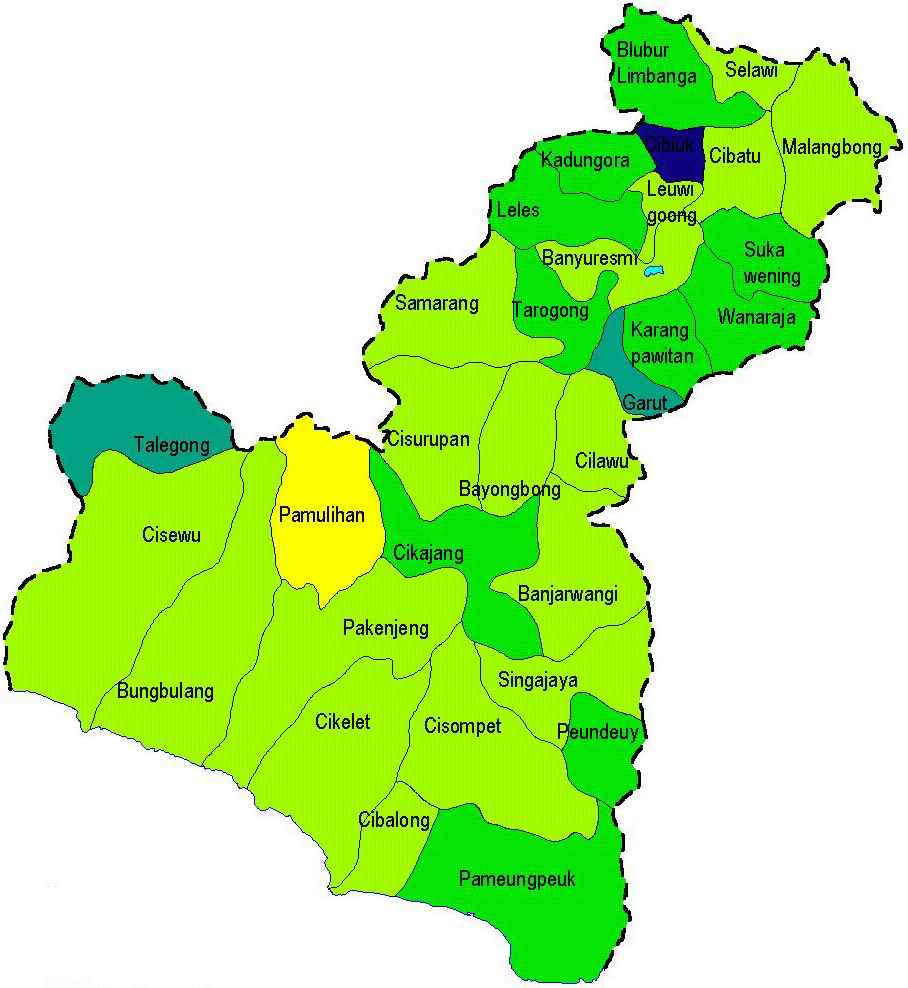 Blubur
Limbanga
Selawi
Cibiuk
Cibatu
Malangbong
Kadungora
Leuwi
goong
Leles
Suka
wening
Banyuresmi
Samarang
Tarogong
Karang
pawitan
Wanaraja
Garut
Talegong
Cisurupan
Cilawu
Bayongbong
Pamulihan
Cisewu
Cikajang
Banjarwangi
Pakenjeng
Singajaya
Bungbulang
Cikelet
Cisompet
Peundeuy
Cibalong
Pameungpeuk